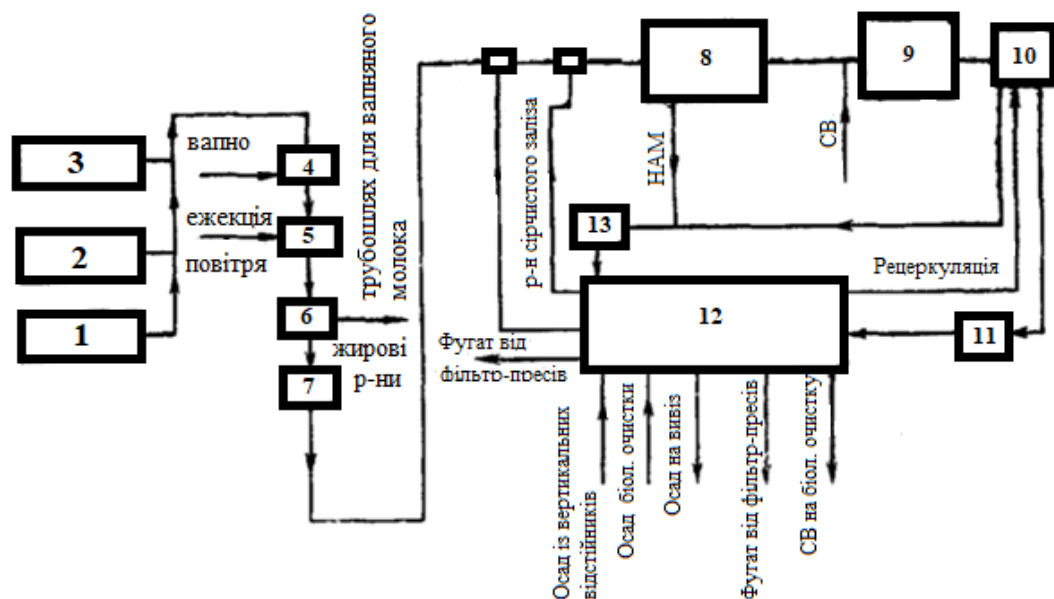 3
2
1
вапно
ежекція
повітря
4
5
6
7
жирові
р-ни
трубошлях для вапняного
молока
8
9
10
НАМ
СВ
р-н сірчистого заліза
13
12
11
Рецеркуляція
Фугат від
фільтр-пресів
Осад із вертикальних
відстійників
Осад біол. очистки
Осад на вивіз
Фугат від фільтр-пресів
СВ на біол. очистку